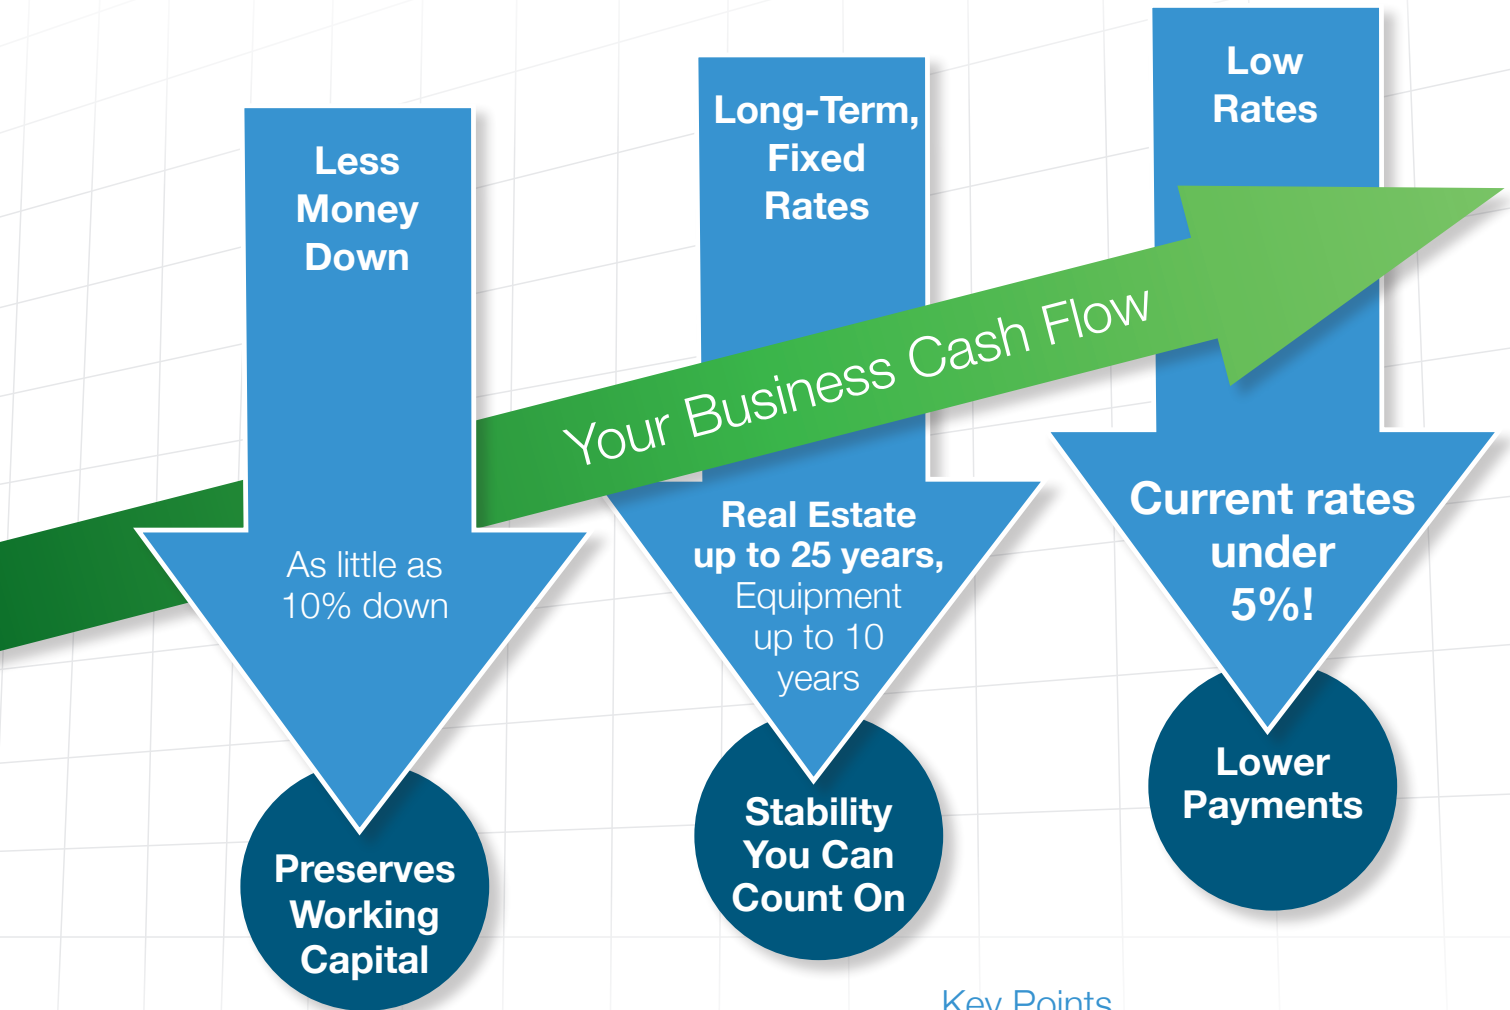 Less
Money
Down
As little as
10% down
Preserves
Working
Capital
Long-Term,
Fixed
Rates
Real Estate
up to 25 years,
Equipment
up to 10
years
Stability
You Can
Count On
Low
Rates
Current rates
under
5%!
Lower
Payments
Your Business Cash Flow
Key Points